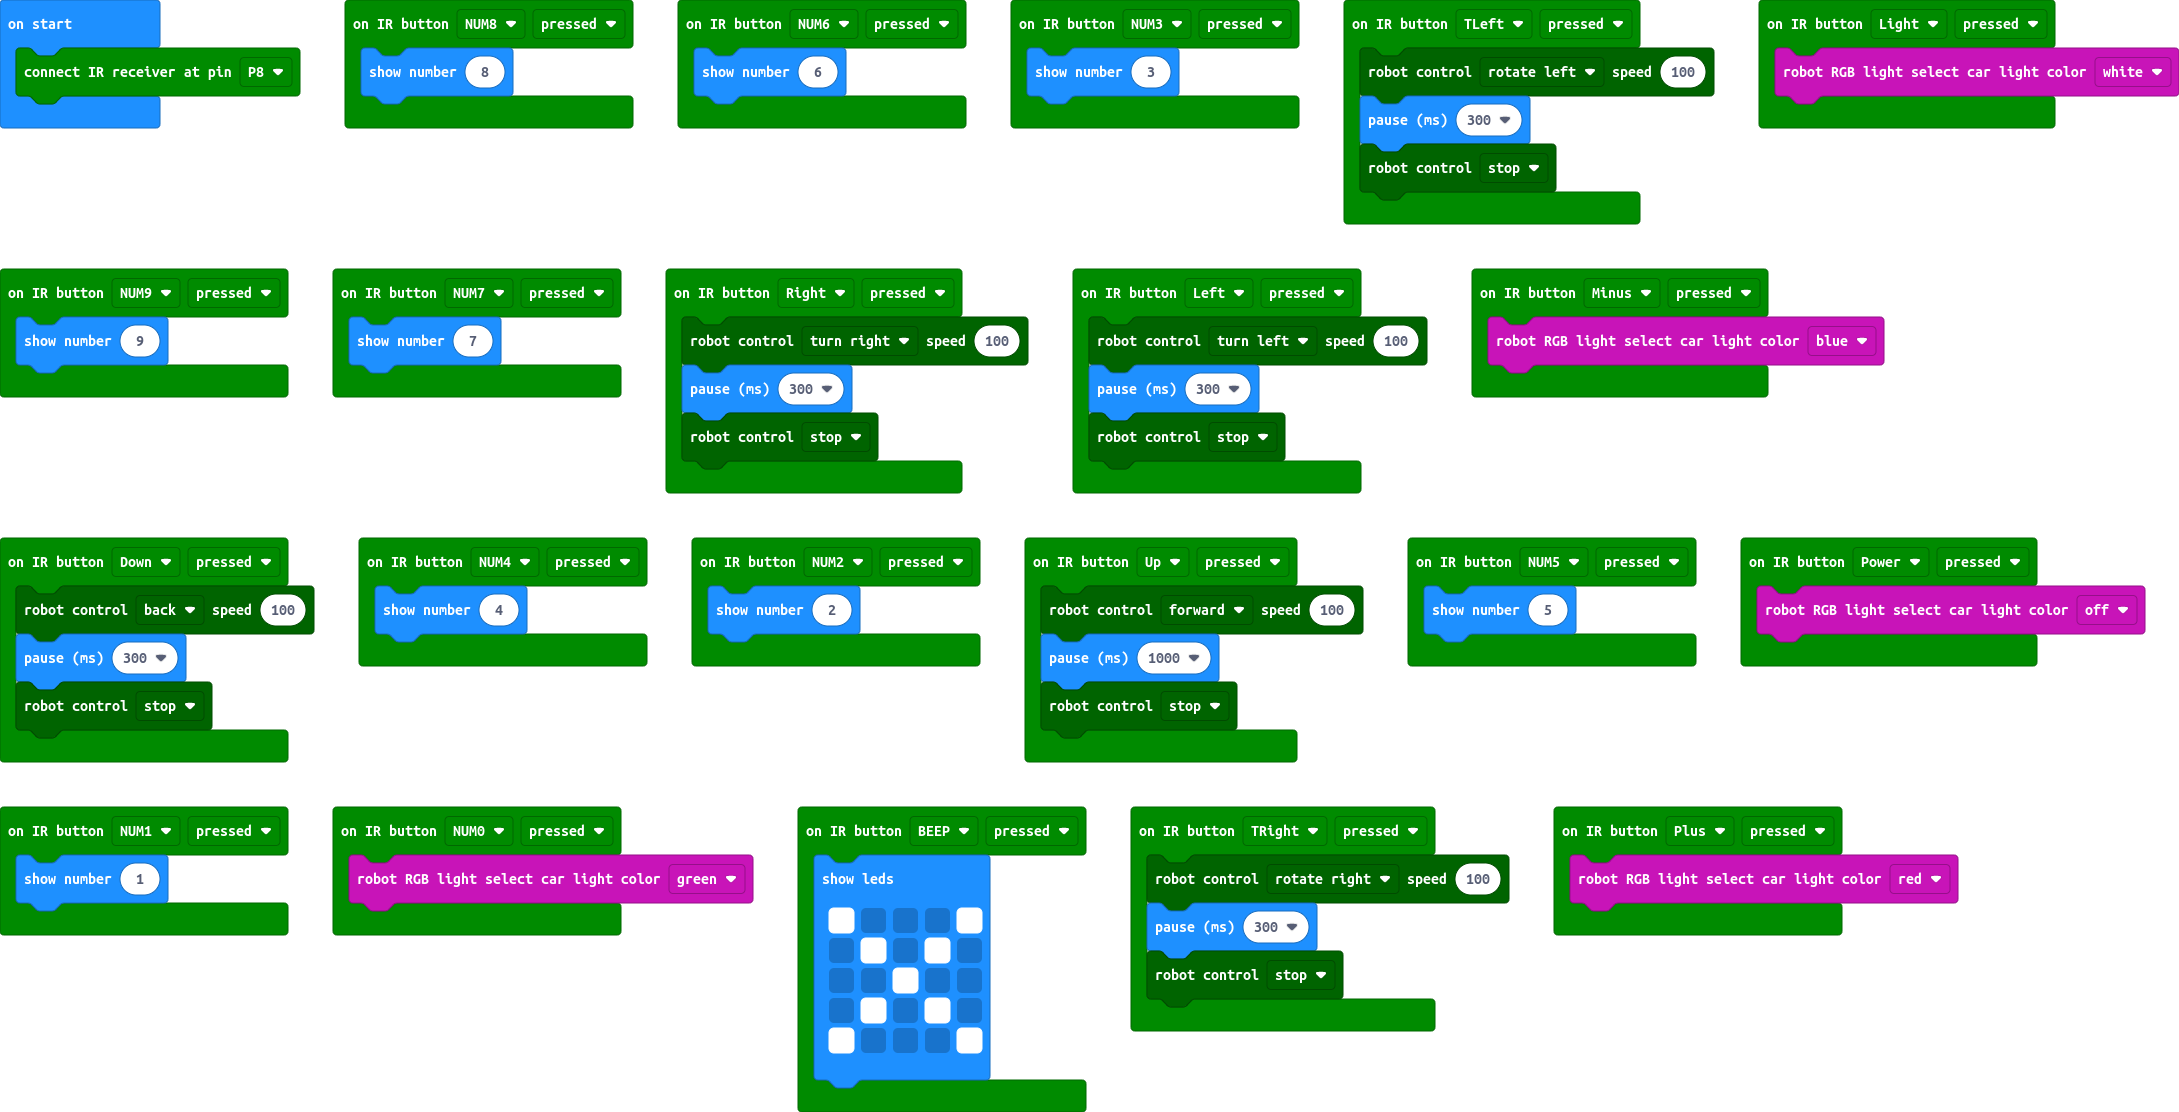 on start
connect IR receiver at pin P8
on IR button NUM8 pressed
show number 8
on IR button NUM6 pressed
show number 6
on IR button NUM3 pressed
show number 3
on IR button TLeft pressed
robot control rotate left speed 100
pause (ms) 300
robot control stop
on IR button Light pressed
robot RGB light select car light color white
on IR button NUM9 pressed
show number 9
on IR button NUM7 pressed
show number 7
on IR button Right pressed
robot control turn right speed 100
pause (ms) 300
robot control stop
on IR button Left pressed
robot control turn left speed 100
pause (ms) 300
robot control stop
on IR button Minus pressed
robot RGB light select car light color blue
on IR button Down pressed
robot control back speed 100
pause (ms) 300
robot control stop
on IR button NUM4 pressed
show number 4
on IR button NUM2 pressed
show number 2
on IR button Up pressed
robot control forward speed 100
pause (ms) 1000
robot control stop
on IR button NUM5 pressed
show number 5
on IR button Power pressed
robot RGB light select car light color off
on IR button NUM1 pressed
show number 1
on IR button NUM0 pressed
robot RGB light select car light color green
on IR button BEEP pressed
show leds
on IR button TRight pressed
robot control rotate right speed 100
pause (ms) 300
robot control stop
on IR button Plus pressed
robot RGB light select car light color red